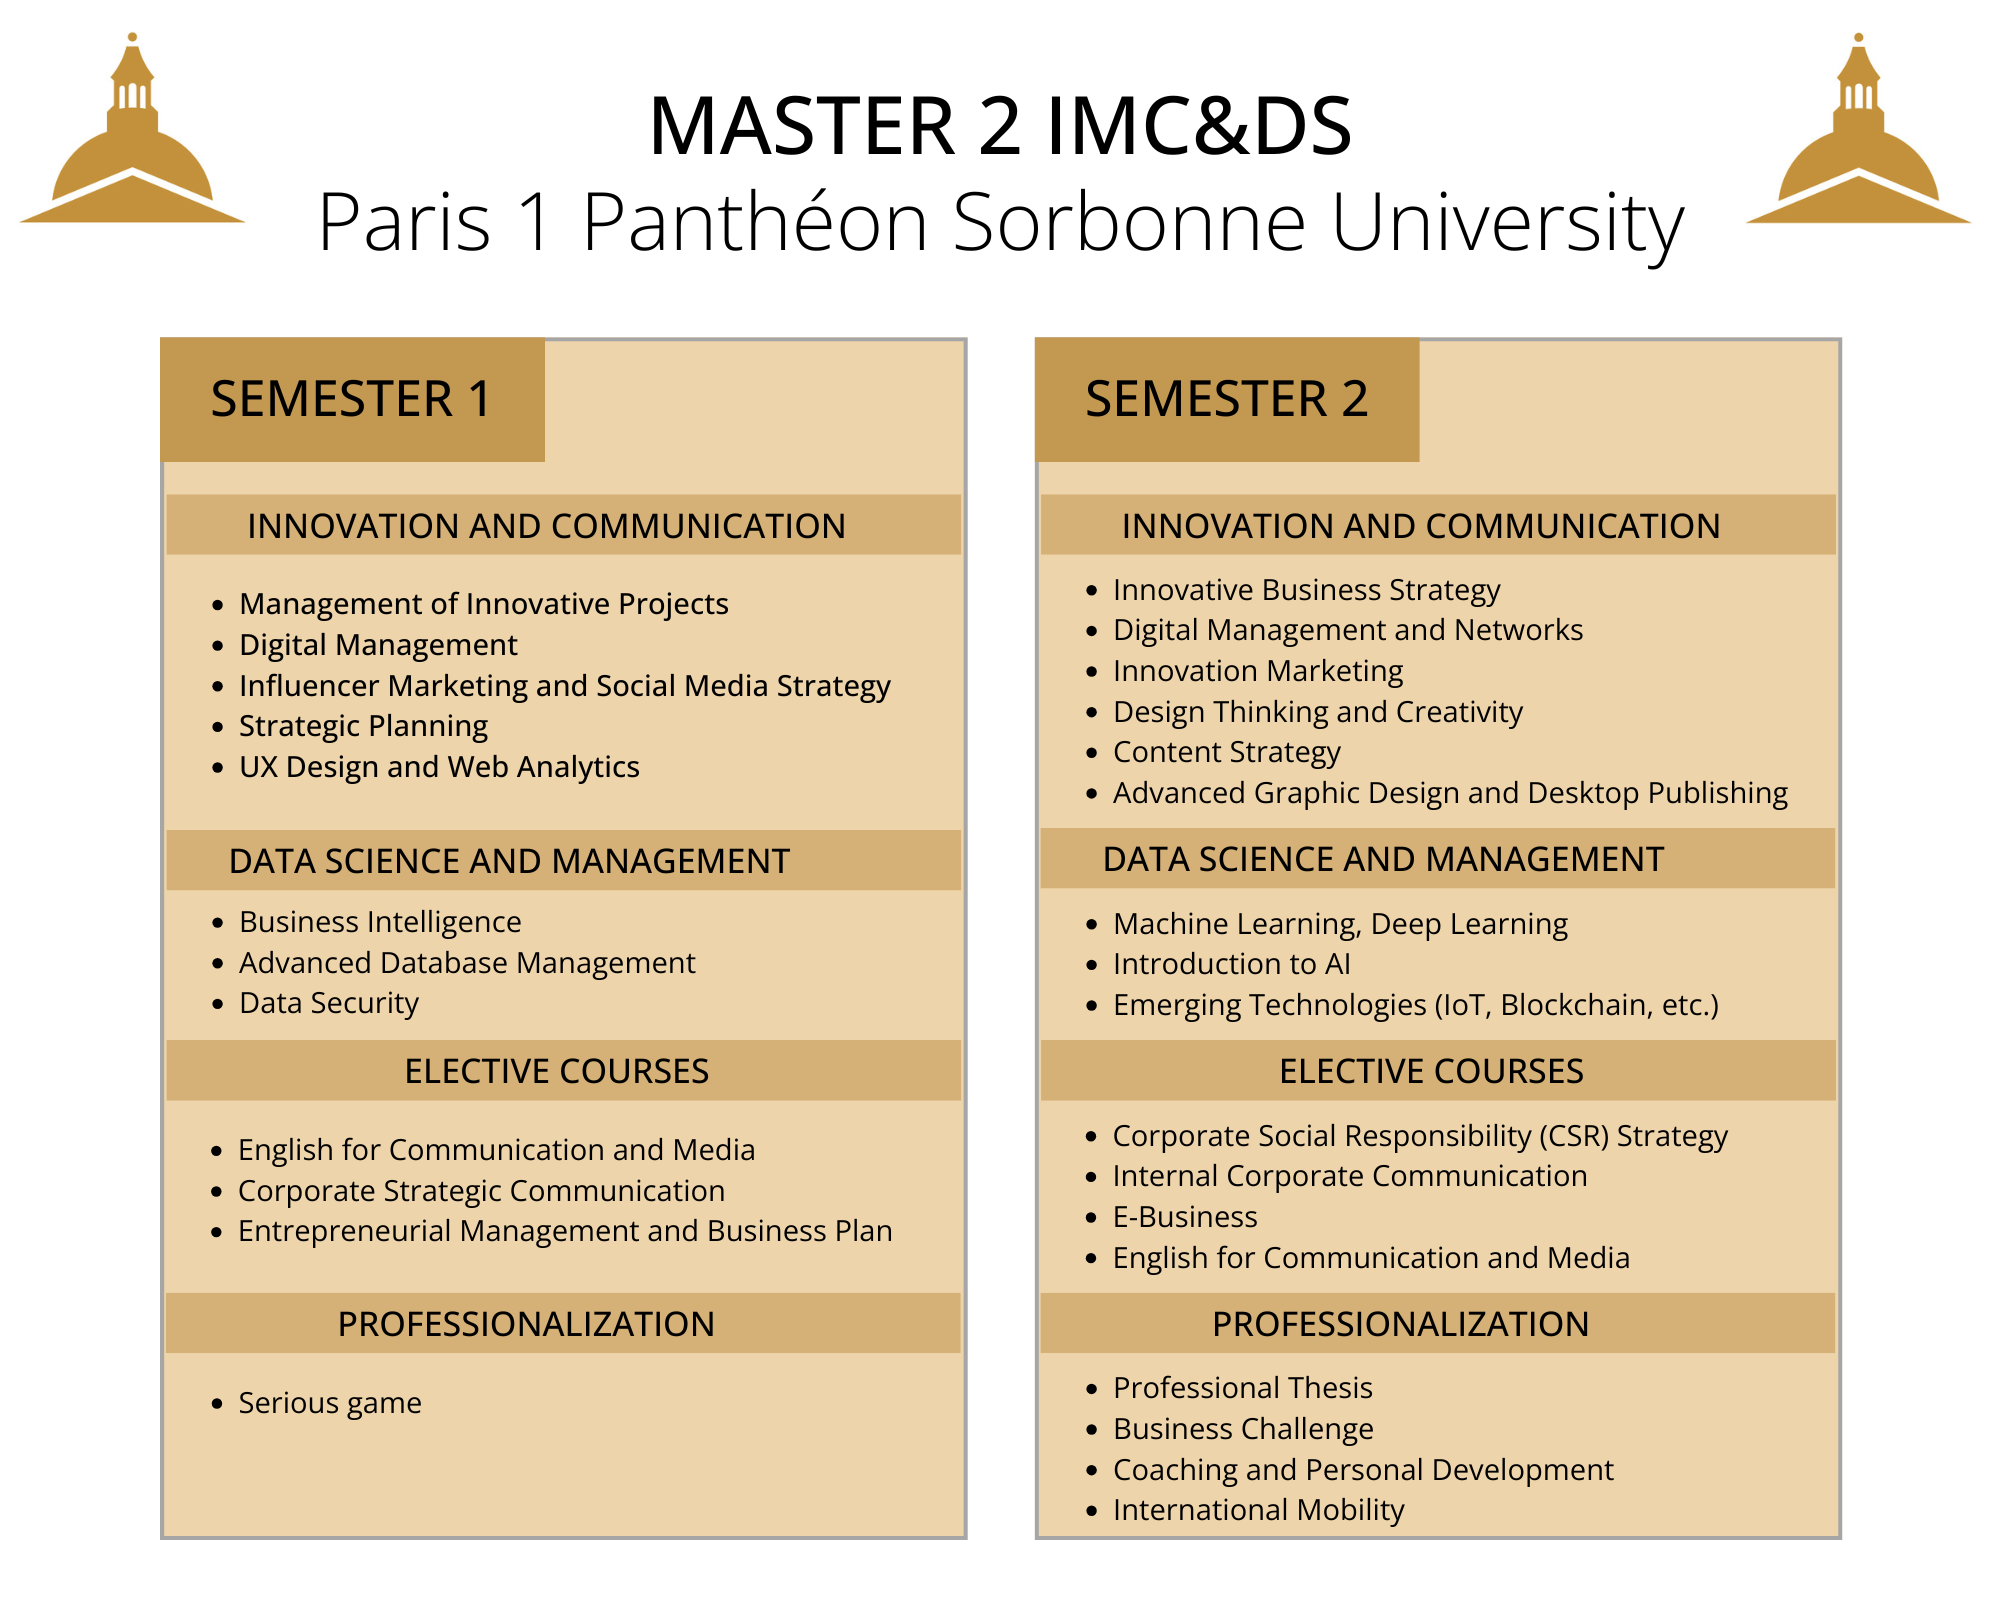 MASTER 2 IMC&DS
Paris 1 Panthéon Sorbonne University
SEMESTER 1
INNOVATION AND COMMUNICATION
• Management of Innovative Projects
• Digital Management
• Influencer Marketing and Social Media Strategy
• Strategic Planning
• UX Design and Web Analytics
DATA SCIENCE AND MANAGEMENT
• Business Intelligence
• Advanced Database Management
• Data Security
ELECTIVE COURSES
• English for Communication and Media
• Corporate Strategic Communication
• Entrepreneurial Management and Business Plan
PROFESSIONALIZATION
• Serious game
SEMESTER 2
INNOVATION AND COMMUNICATION
• Innovative Business Strategy
• Digital Management and Networks
• Innovation Marketing
• Design Thinking and Creativity
• Content Strategy
• Advanced Graphic Design and Desktop Publishing
DATA SCIENCE AND MANAGEMENT
• Machine Learning, Deep Learning
• Introduction to AI
• Emerging Technologies (IoT, Blockchain, etc.)
ELECTIVE COURSES
• Corporate Social Responsibility (CSR) Strategy
• Internal Corporate Communication
• E-Business
• English for Communication and Media
PROFESSIONALIZATION
• Professional Thesis
• Business Challenge
• Coaching and Personal Development
• International Mobility